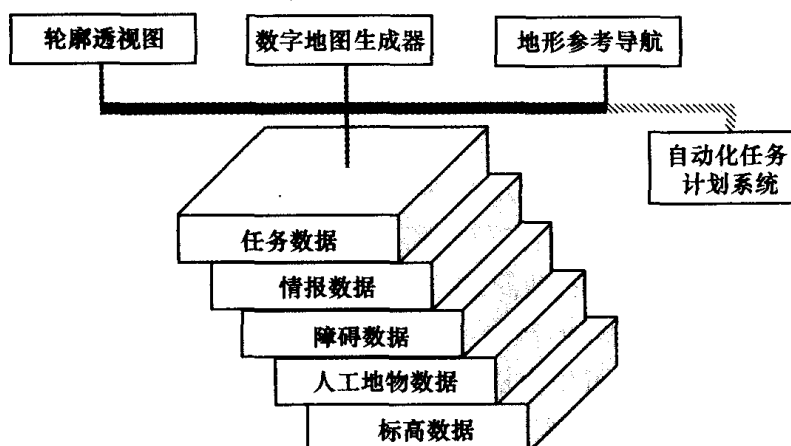 轮廓透视图
数字地图生成器
地形参考导航
自动化任务
计划系统
任务数据
情报数据
障碍数据
人工地物数据
标高数据